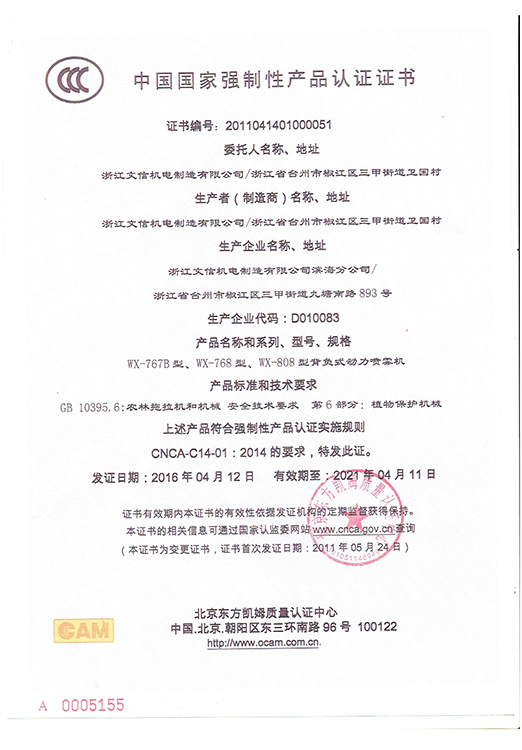 CCC
中国国家强制性产品认证证书
证书编号：2011041401000051
委托人名称、地址
浙江文信机电制造有限公司/浙江省台州市椒江区三甲街道卫国村
生产者（制造商）名称、地址
浙江文信机电制造有限公司/浙江省台州市椒江区三甲街道卫国村
生产企业名称、地址
浙江文信机电制造有限公司滨海分公司/
浙江省台州市椒江区三甲街道九塘南路 893 号
生产企业代码：D010083
产品名称和系列、型号、规格
WX-767B 型、WX-768 型、WX-808 型背负式动力喷雾机
产品标准和技术要求
GB 10395.6:农林拖拉机和机械 安全技术要求 第 6 部分：植物保护机械
上述产品符合强制性产品认证实施规则
CNCA-C14-01：2014 的要求，特发此证。
发证日期：2016 年 04 月 12 日 有效期至：2021 年 04 月 11 日
证书有效期内本证书的有效性依据发证机构的定期监督获得保持。
本证书的相关信息可通过国家认监委网站 www.cnca.gov.cn 查询
（本证书为变更证书，证书首次发证日期：2011 年 05 月 24 日）
北京东方凯姆质量认证中心
CAM
北京东方凯姆质量认证中心
中国.北京.朝阳区东三环南路 96 号 100122
http://www.ocam.com.cn
A 0005155